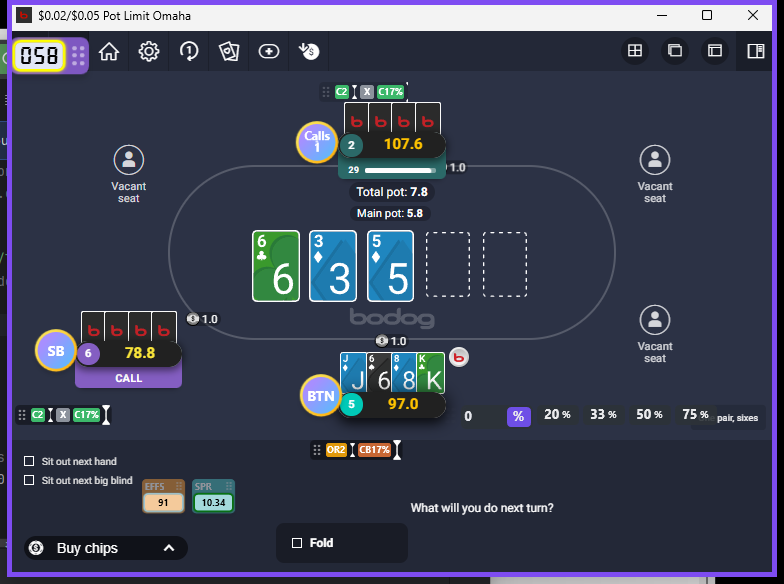 $0.02/$0.05 Pot Limit Omaha
058
1
C2 X C17%
Calls
1
2 107.6
29
1.0
Vacant
seat
Vacant
seat
Total pot: 7.8
Main pot: 5.8
6 6
3 3
5 5
bodog
1.0
1.0
SB
6 78.8
CALL
J J
6 6
8 8
K K
b
Vacant
seat
BTN
5 97.0
C2 X C17%
0 % 20 % 33 % 50 % 75 % pair, sixes
OR2 CB17%
Sit out next hand
Sit out next big blind
EFFS
91
SPR
10.34
What will you do next turn?
Buy chips
Fold